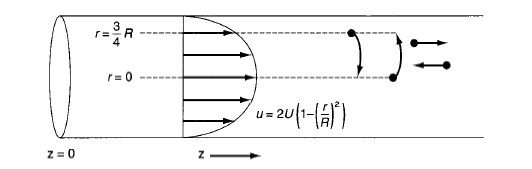 r = 3/4 R
r = 0
u = 2U(1−(r/R)²)
z = 0
z